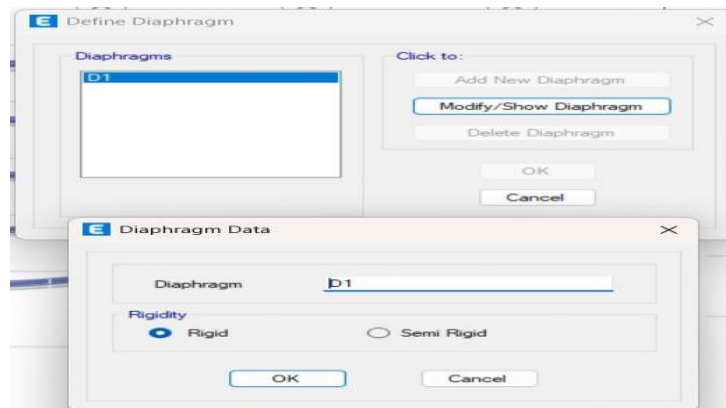 E Define Diaphragm
Diaphragms
D1
Click to:
Add New Diaphragm
Modify/Show Diaphragm
Delete Diaphragm
OK
Cancel
E Diaphragm Data
Diaphragm D1
Rigidity
Rigid Semi Rigid
OK Cancel